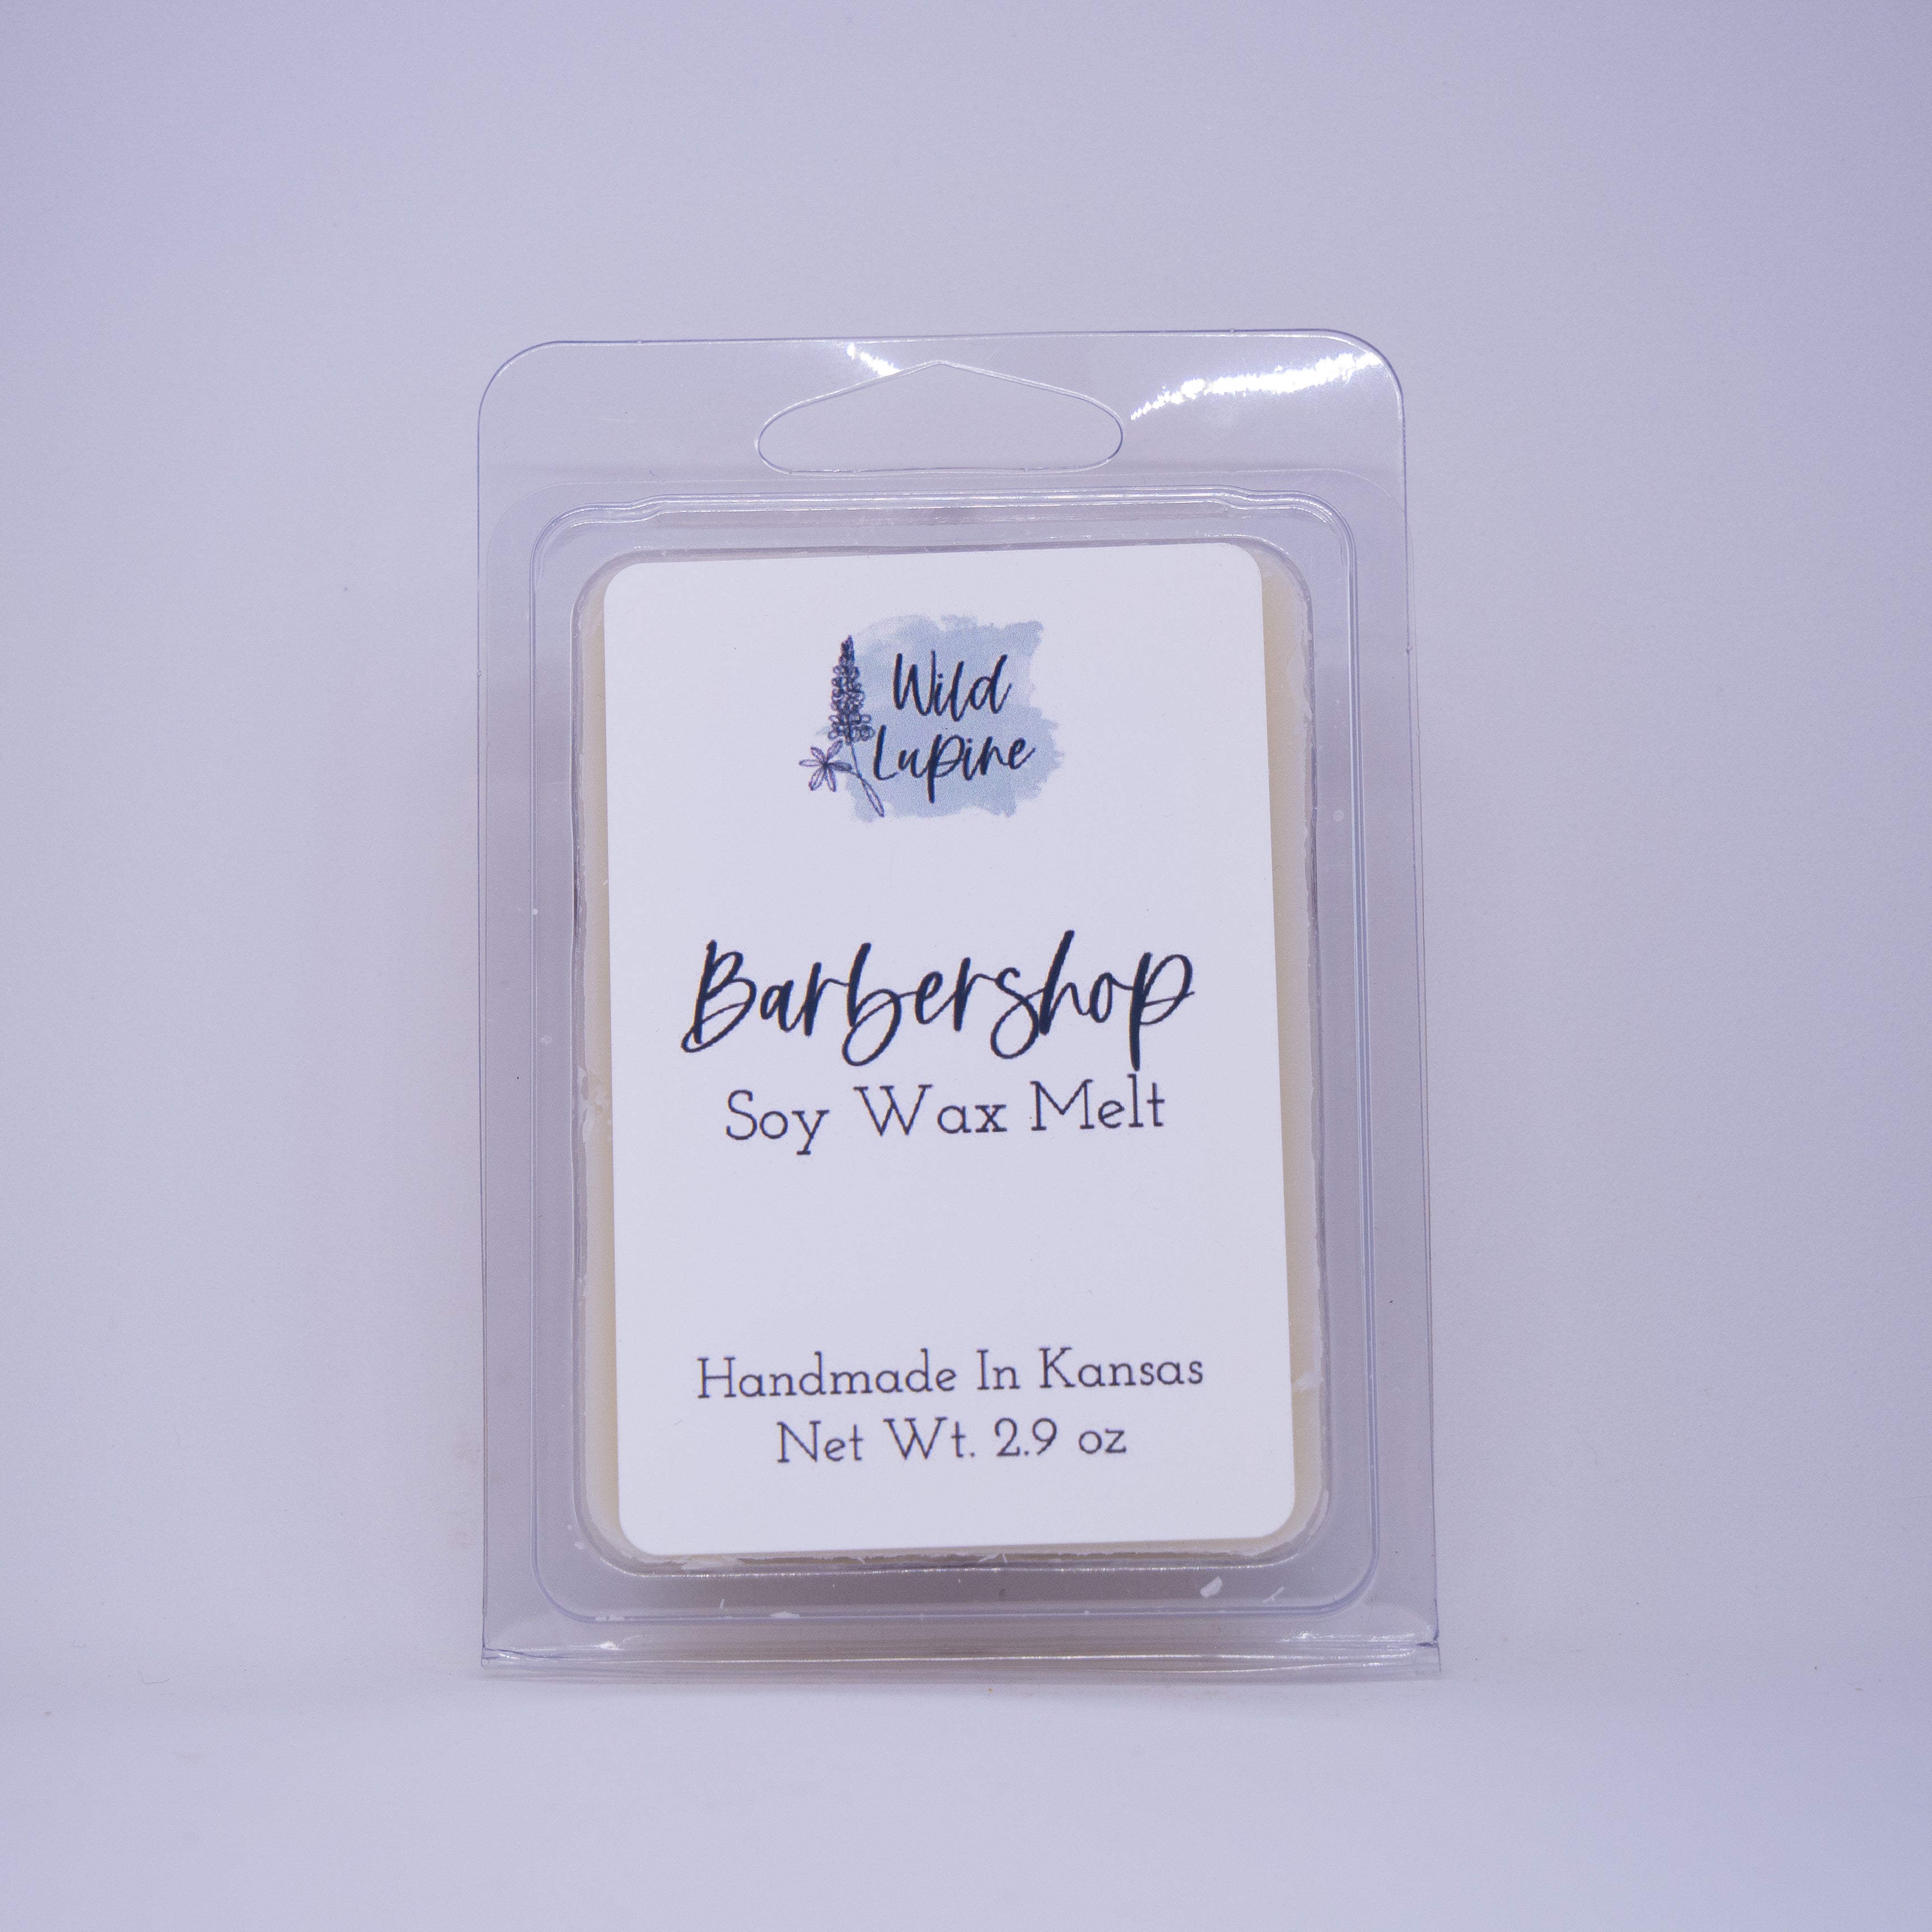 Wild
Lupine
Barbershop
Soy Wax Melt
Handmade In Kansas
Net Wt. 2.9 oz